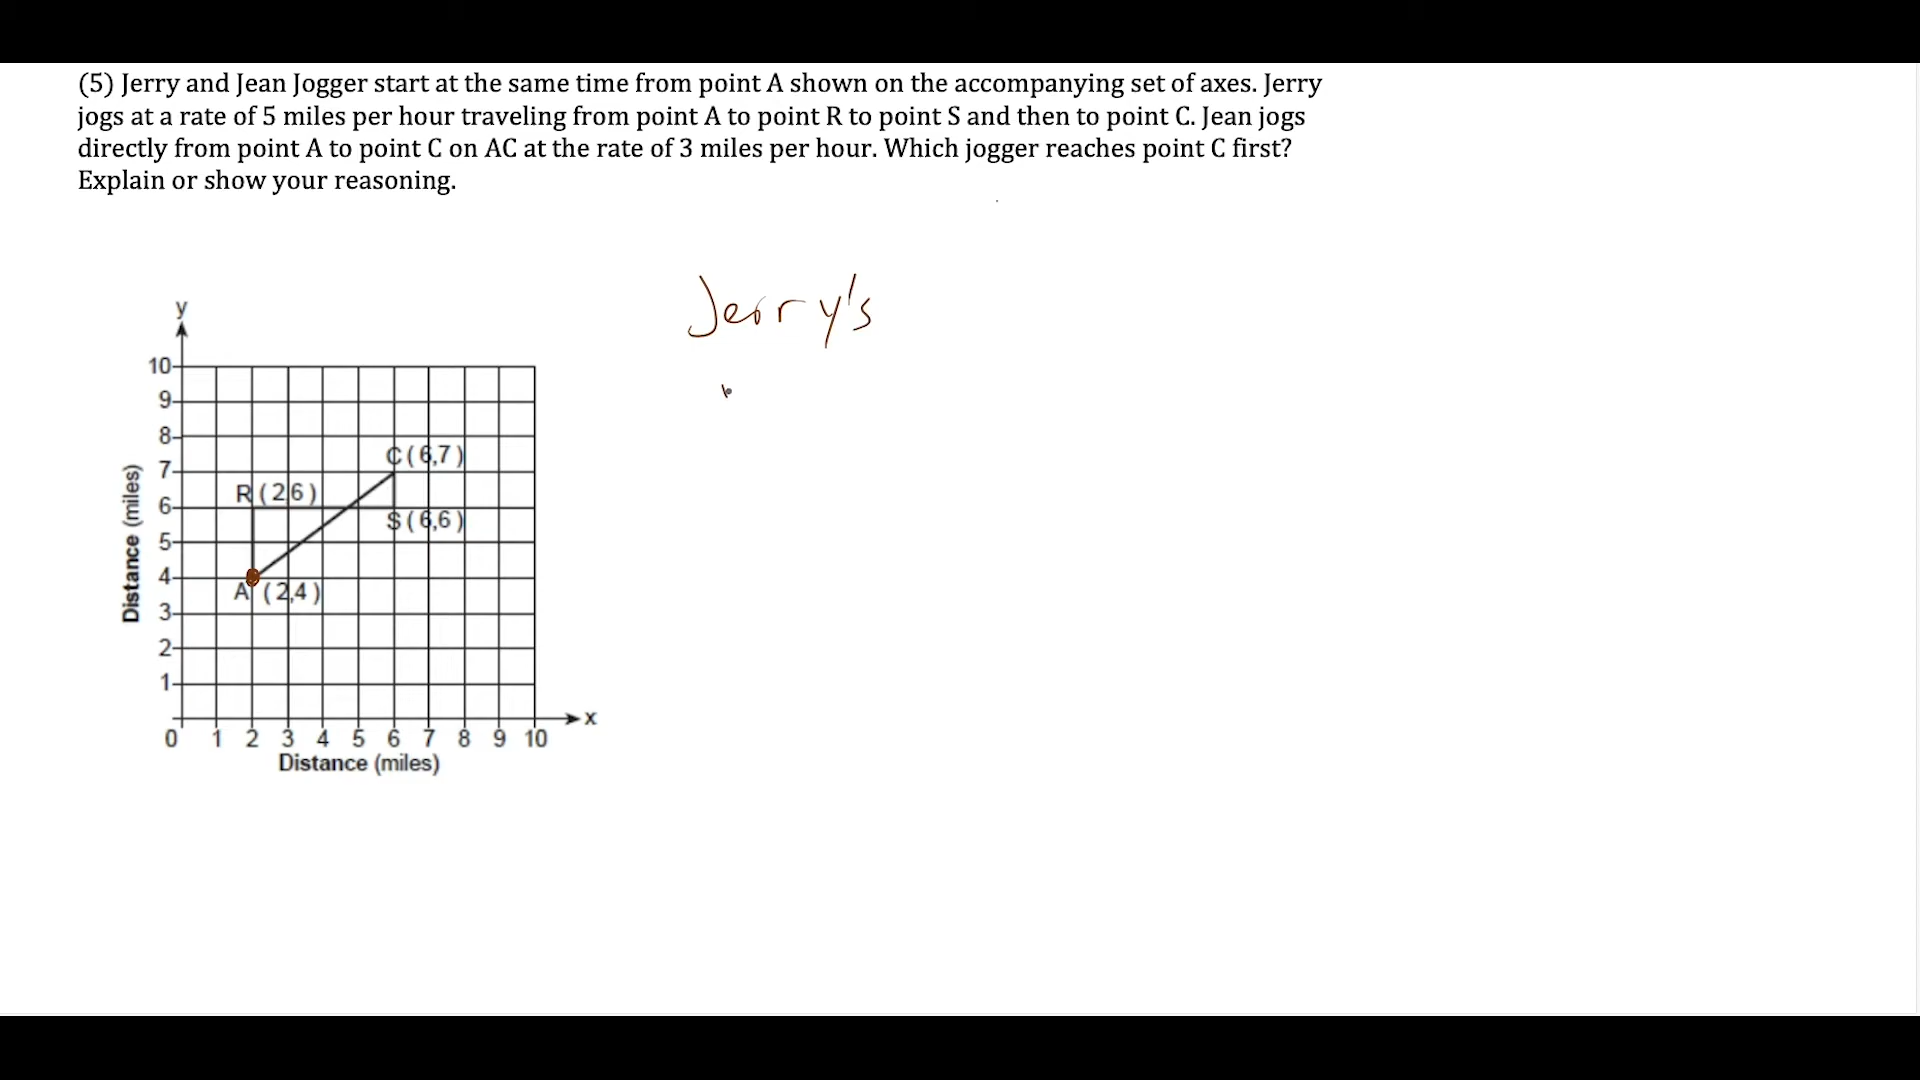 (5) Jerry and Jean Jogger start at the same time from point A shown on the accompanying set of axes. Jerry
jogs at a rate of 5 miles per hour traveling from point A to point R to point S and then to point C. Jean jogs
directly from point A to point C on AC at the rate of 3 miles per hour. Which jogger reaches point C first?
Explain or show your reasoning.
Jerry's
y
10
9
8
C ( 6,7 )
7
R ( 2,6 )
6
S ( 6,6 )
5
4
A ( 2,4 )
3
2
1
Distance (miles)
x
0 1 2 3 4 5 6 7 8 9 10
Distance (miles)